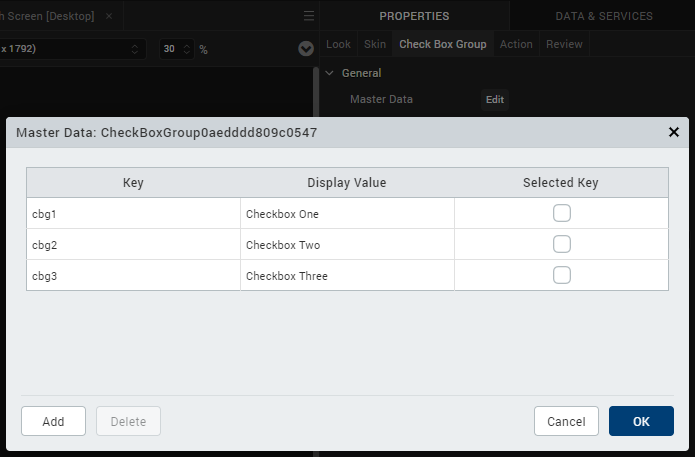 h Screen [Desktop] ×
PROPERTIES
DATA & SERVICES
x 1792)
30 %
Look Skin Check Box Group Action Review
General
Master Data Edit
Master Data: CheckBoxGroup0aedddd809c0547
Key Display Value Selected Key
cbg1 Checkbox One
cbg2 Checkbox Two
cbg3 Checkbox Three
Add Delete Cancel OK